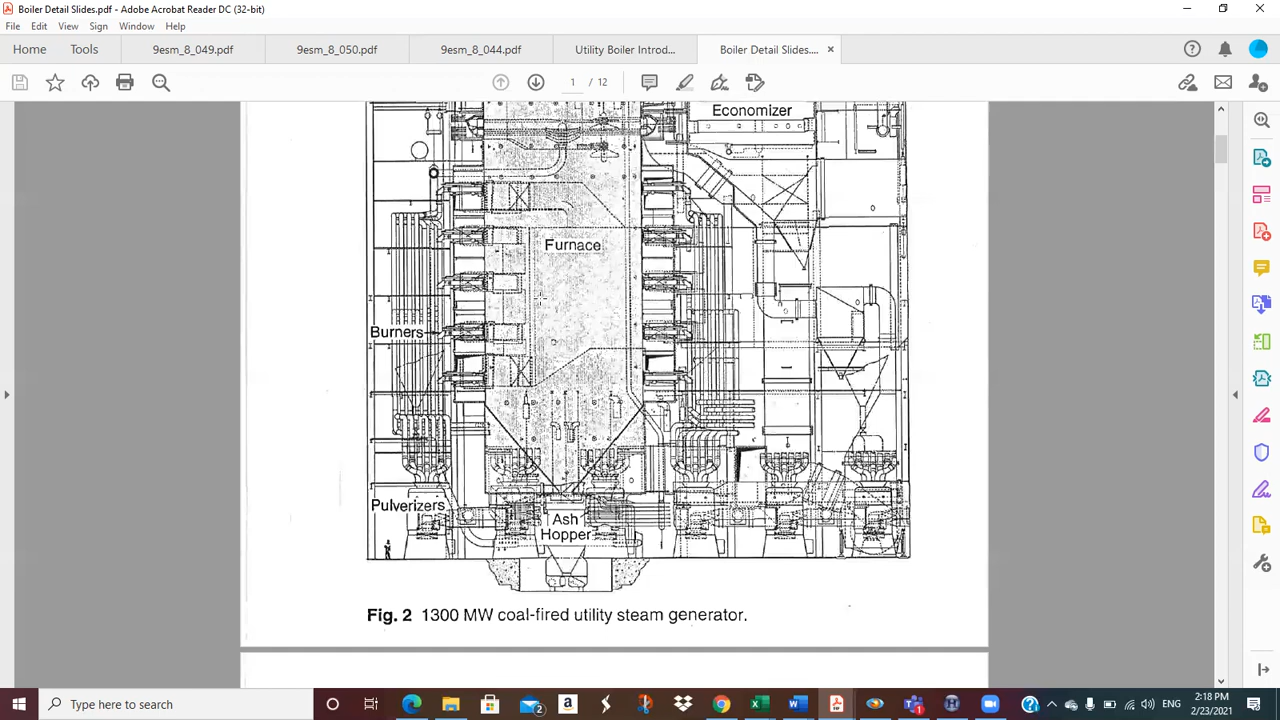 Boiler Detail Slides.pdf - Adobe Acrobat Reader DC (32-bit)
File Edit View Sign Window Help
Home Tools 9esm_8_049.pdf 9esm_8_050.pdf 9esm_8_044.pdf Utility Boiler Introd... Boiler Detail Slides.... ×
1 / 12
Economizer
Furnace
Burners
Pulverizers
Ash
Hopper
Fig. 2 1300 MW coal-fired utility steam generator.
Type here to search
2
1
ENG
2:18 PM
2/23/2021